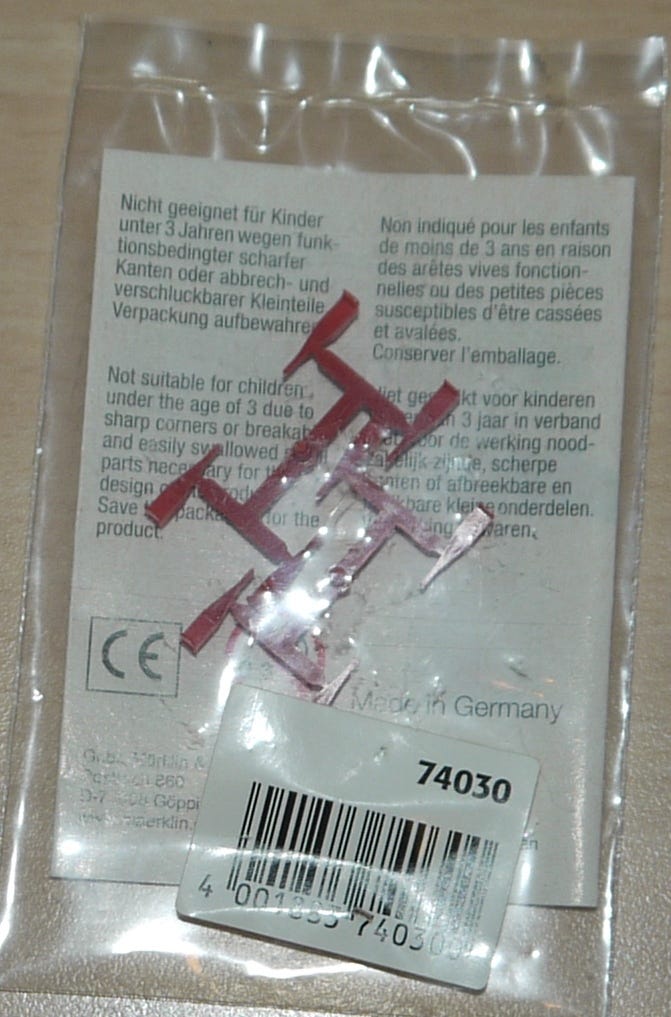 Nicht geeignet für Kinder
unter 3 Jahren wegen funk-
tionsbedingter scharfer
Kanten oder abbrech- und
verschluckbarer Kleinteile
Verpackung aufbewahren
Non indiqué pour les enfants
de moins de 3 ans en raison
des arêtes vives fonction-
nelles ou des petites pièces
susceptibles d'être cassées
et avalées.
Conserver l'emballage.
Not suitable for children
under the age of 3 due to
sharp corners or breakable
and easily swallowed
parts necessary for
design
Save for the
product.
voor kinderen
3 jaar in verband
de werking nood-
scherpe
of afbreekbare en
kleine onderdelen.
CE
Made in Germany
Märklin &
860
74030
4 001883 74030